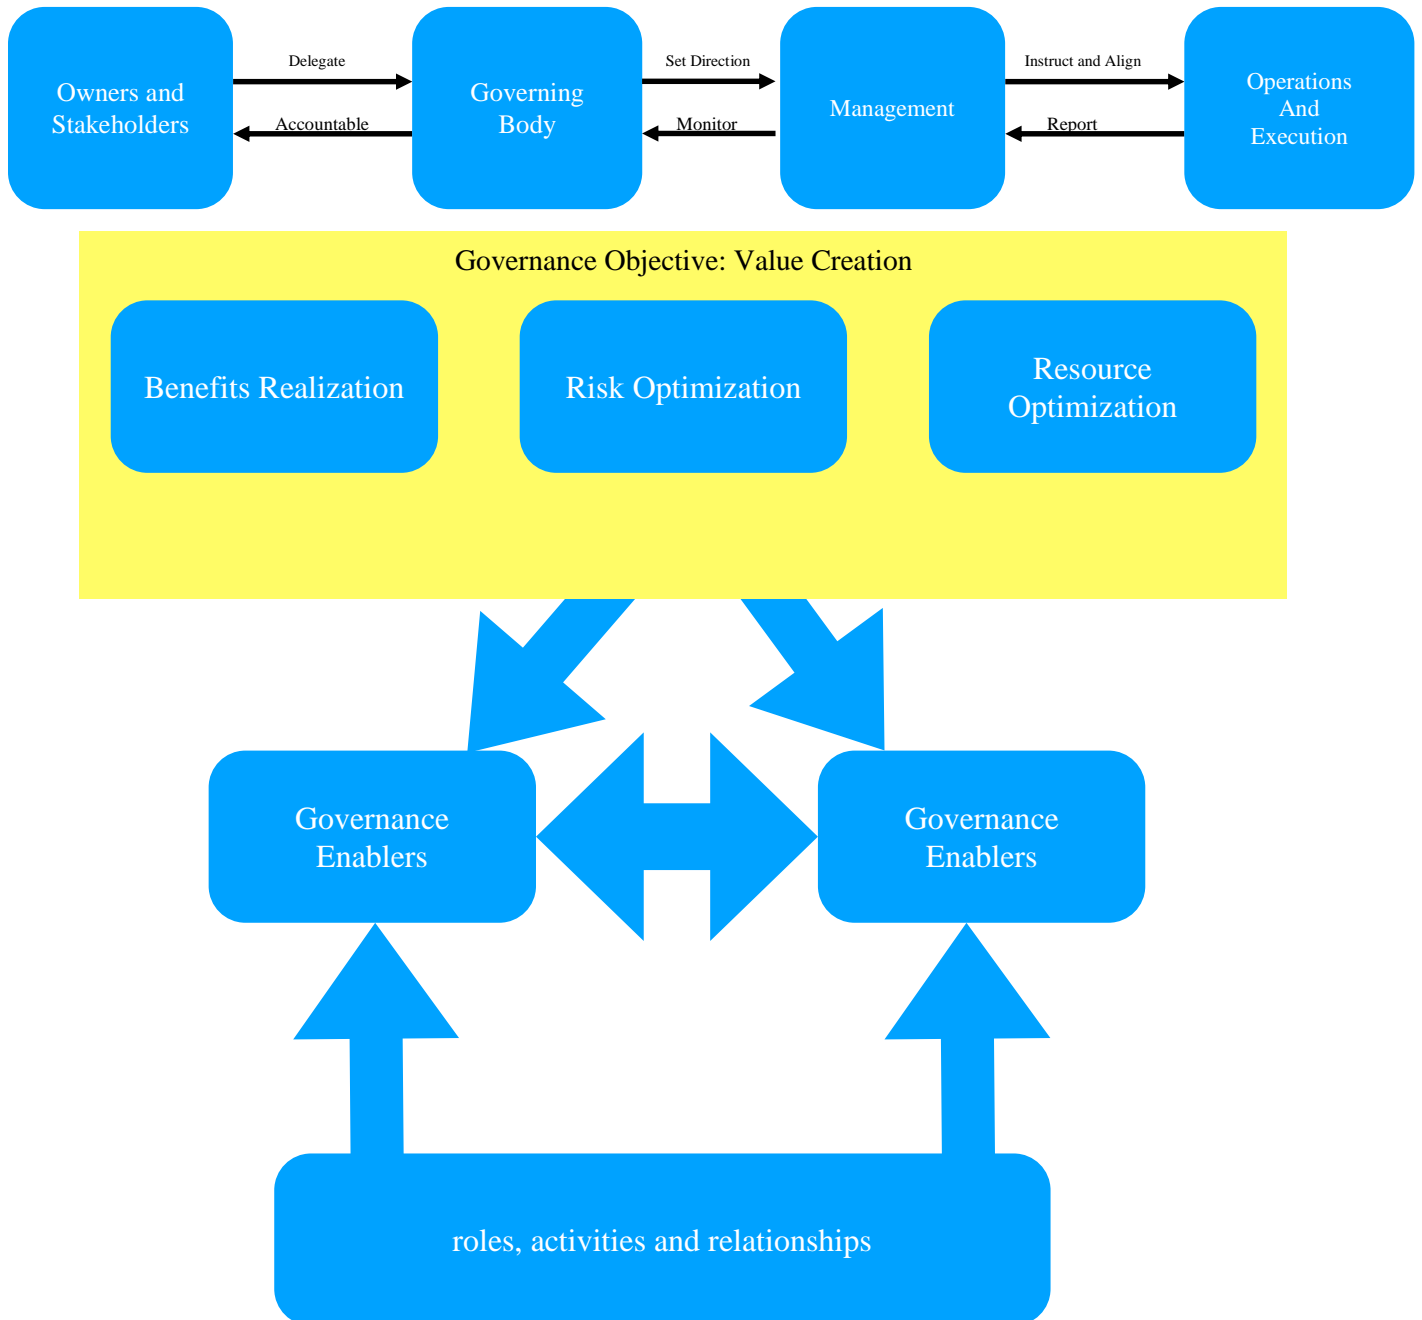 Delegate
Set Direction
Instruct and Align
Owners and
Stakeholders
Governing
Body
Management
Operations
And
Execution
Accountable
Monitor
Report
Governance Objective: Value Creation
Benefits Realization
Risk Optimization
Resource
Optimization
Governance
Enablers
Governance
Enablers
roles, activities and relationships